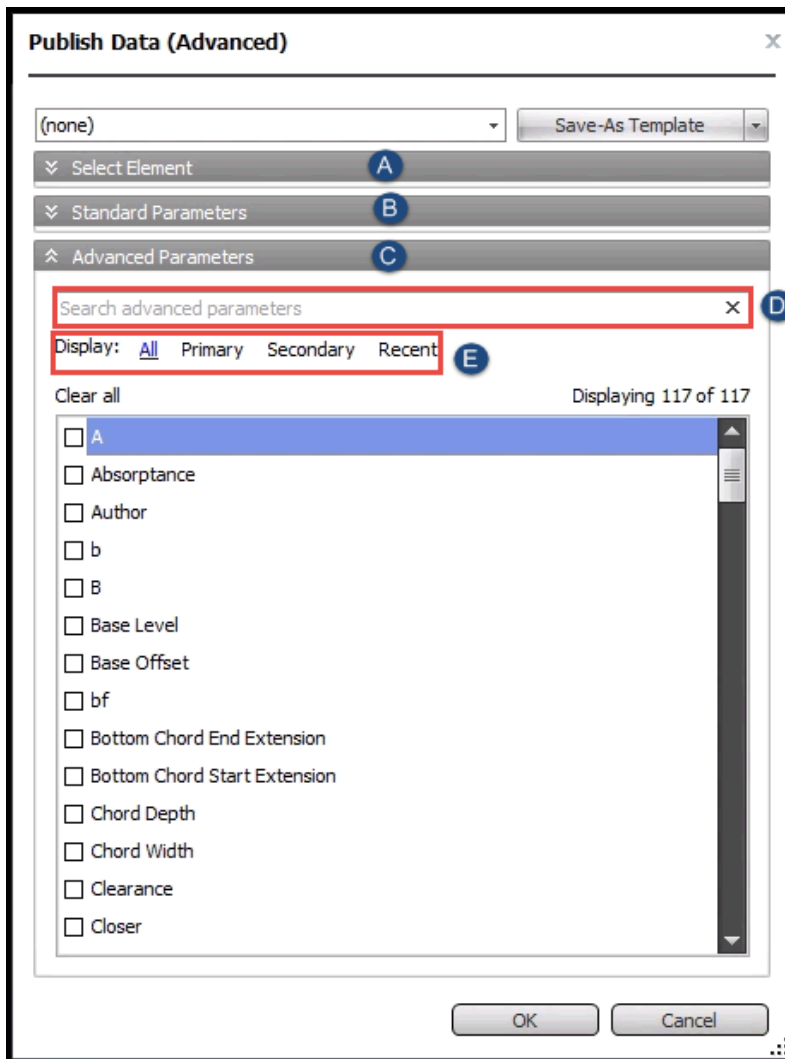 Publish Data (Advanced) x
(none) Save-As Template
Select Element A
Standard Parameters B
Advanced Parameters C
Search advanced parameters × D
Display: All Primary Secondary Recent E
Clear all Displaying 117 of 117
A
Absorptance
Author
b
B
Base Level
Base Offset
bf
Bottom Chord End Extension
Bottom Chord Start Extension
Chord Depth
Chord Width
Clearance
Closer
OK Cancel